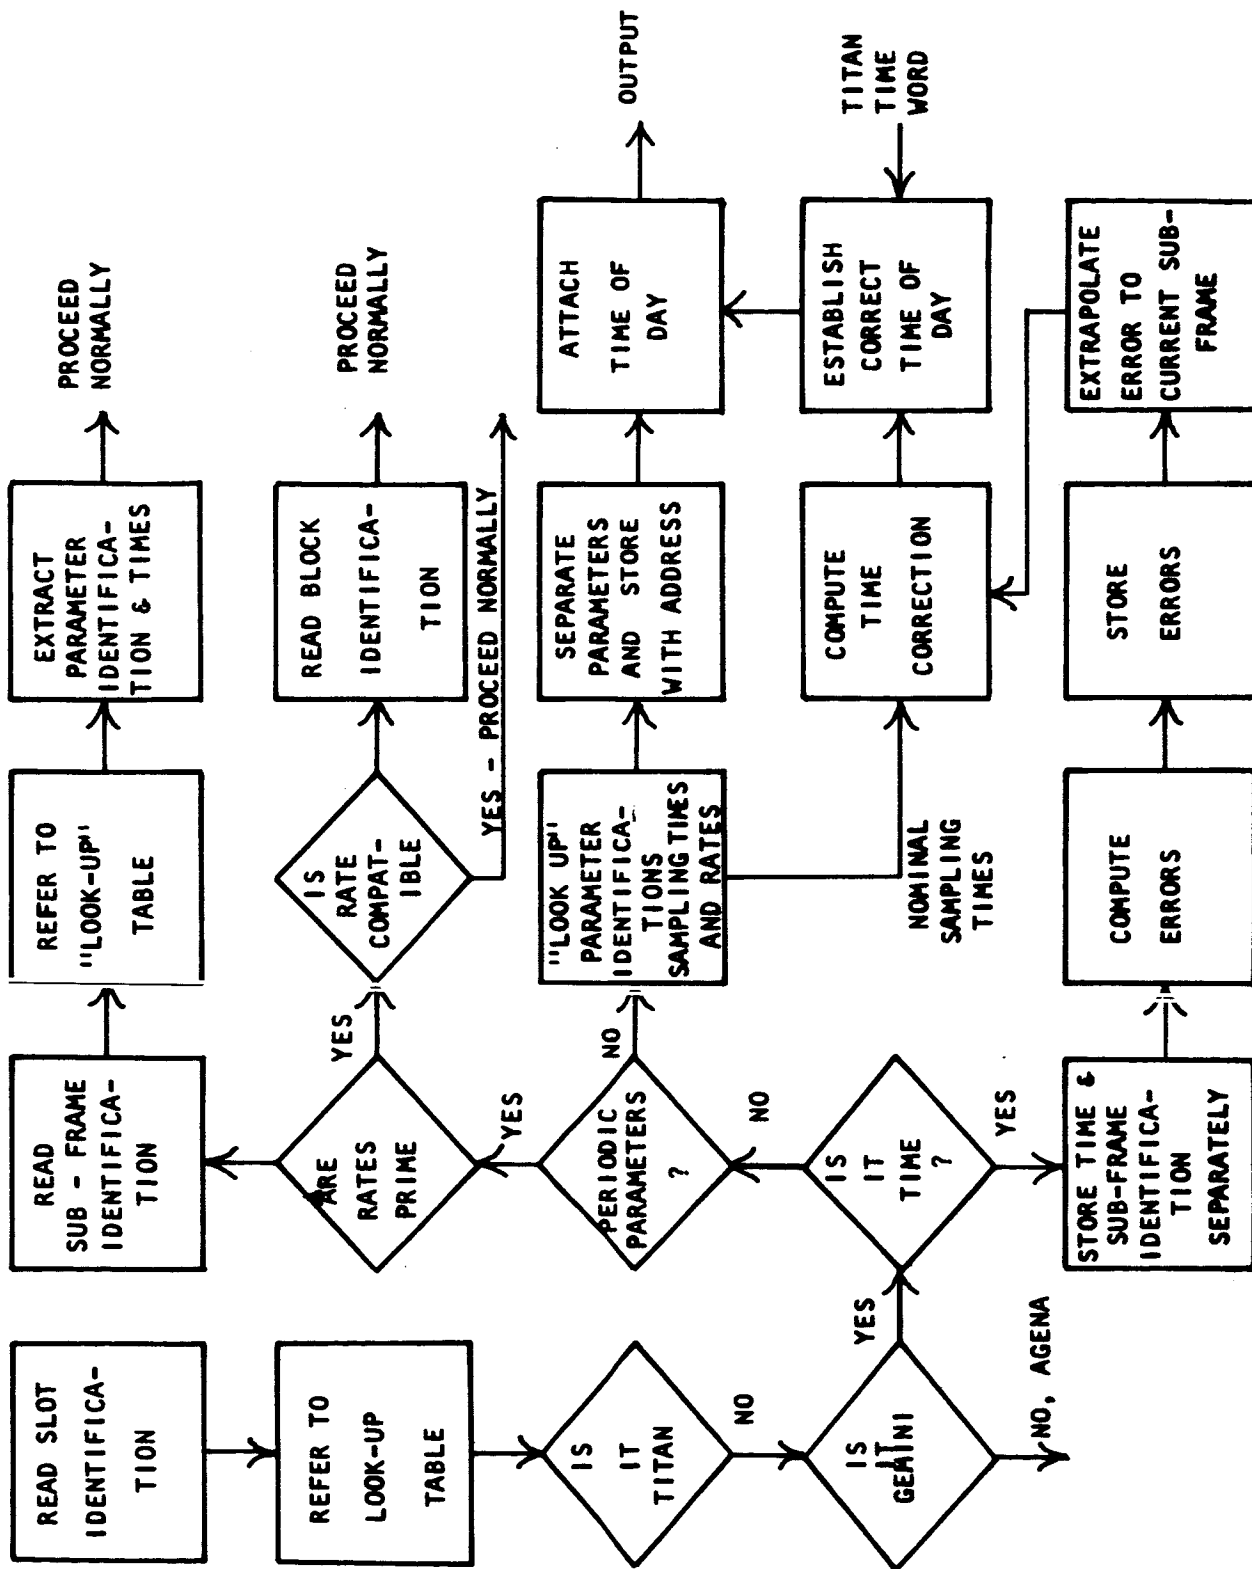 READ SLOT
IDENTIFICA-
TION
REFER TO
LOOK-UP
TABLE
IS
IT
TITAN
NO
IS
IT
GEMINI
NO, AGENA
YES
IS
IT
TIME
?
NO
YES
STORE TIME &
SUB-FRAME
IDENTIFICA-
TION
SEPARATELY
COMPUTE
ERRORS
STORE
ERRORS
EXTRAPOLATE
ERROR TO
CURRENT SUB-
FRAME
PERIODIC
PARAMETERS
?
NO
YES
"LOOK UP"
PARAMETER
IDENTIFICA-
TIONS
SAMPLING TIMES
AND RATES
NOMINAL
SAMPLING
TIMES
SEPARATE
PARAMETERS
AND STORE
WITH ADDRESS
ATTACH
TIME OF
DAY
OUTPUT
COMPUTE
TIME
CORRECTION
ESTABLISH
CORRECT
TIME OF
DAY
TITAN
TIME
WORD
ARE
RATES
PRIME
YES
IS
RATE
COMPAT-
IBLE
YES - PROCEED NORMALLY
READ BLOCK
IDENTIFICA-
TION
PROCEED
NORMALLY
READ
SUB - FRAME
IDENTIFICA-
TION
REFER TO
"LOOK-UP"
TABLE
EXTRACT
PARAMETER
IDENTIFICA-
TION & TIMES
PROCEED
NORMALLY